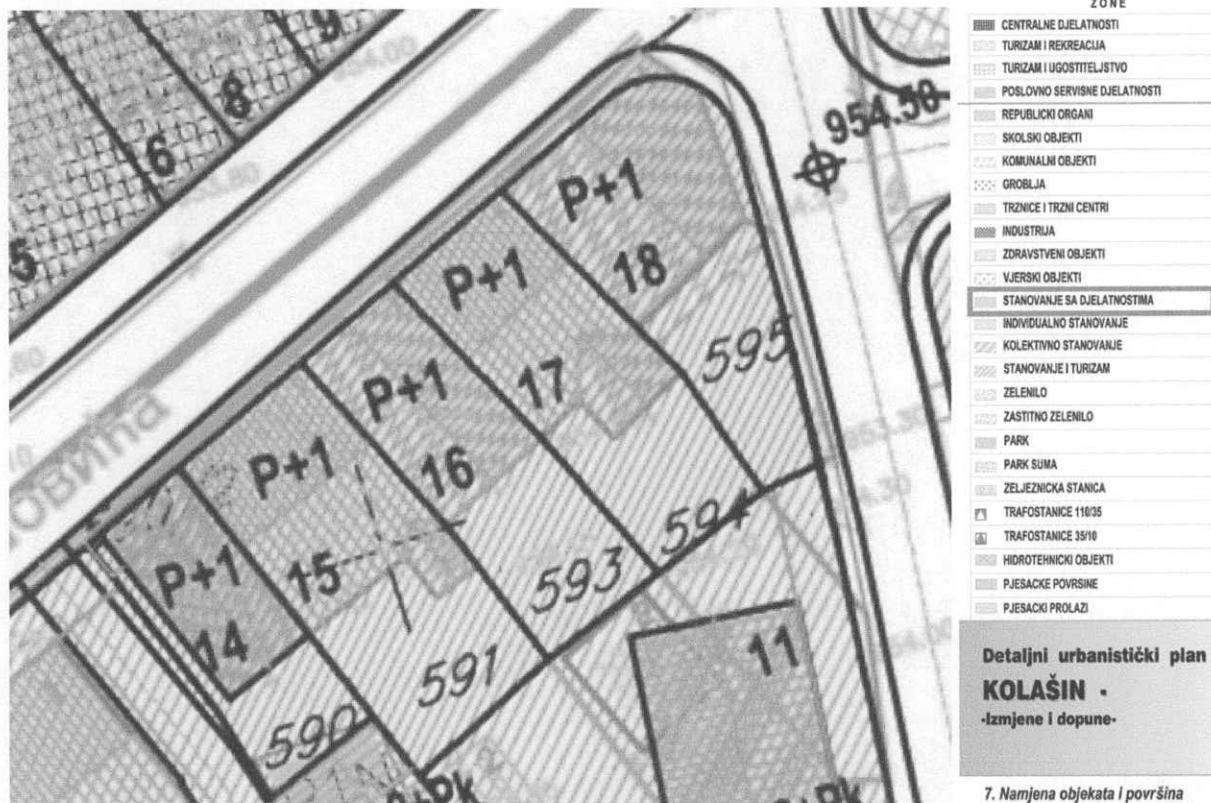 9
8
6
5
954.50
P+1
18
P+1
17
595
P+1
16
P+1
15
594
P+1
14
593
591
590
11
ZONE
CENTRALNE DJELATNOSTI
TURIZAM I REKREACIJA
TURIZAM I UGOSTITELJSTVO
POSLOVNO SERVISNE DJELATNOSTI
REPUBLICKI ORGANI
SKOLSKI OBJEKTI
KOMUNALNI OBJEKTI
GROBLJA
TRZNICE I TRZNI CENTRI
INDUSTRIJA
ZDRAVSTVENI OBJEKTI
VJERSKI OBJEKTI
STANOVANJE SA DJELATNOSTIMA
INDIVIDUALNO STANOVANJE
KOLEKTIVNO STANOVANJE
STANOVANJE I TURIZAM
ZELENILO
ZASTITNO ZELENILO
PARK
PARK SUMA
ZELJEZNICKA STANICA
TRAFOSTANICE 110/35
TRAFOSTANICE 35/10
HIDROTEHNICKI OBJEKTI
PJESACKE POVRSINE
PJESACKI PROLAZI
Detaljni urbanistički plan
KOLAŠIN -
-Izmjene i dopune-
7. Namjena objekata i površina